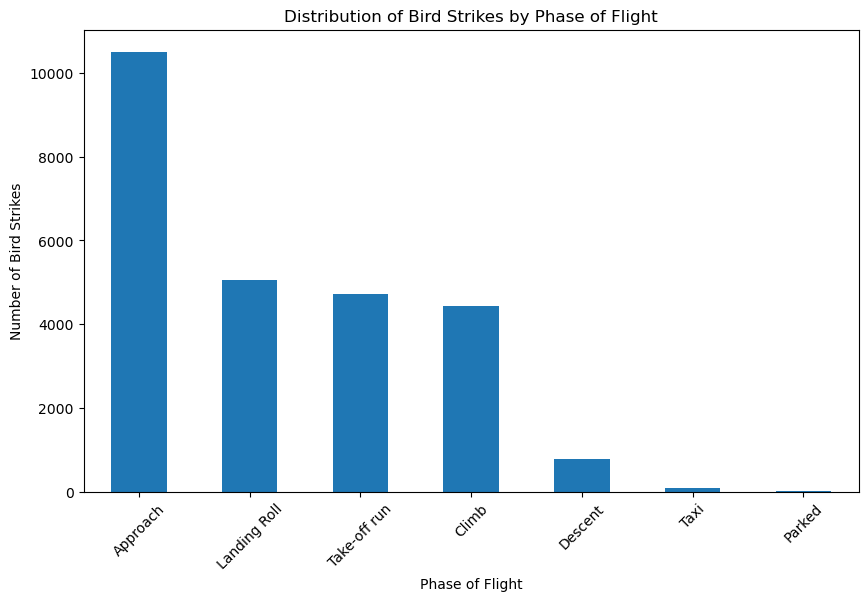 Distribution of Bird Strikes by Phase of Flight
Number of Bird Strikes
10000
8000
6000
4000
2000
0
Approach
Landing Roll
Take-off run
Climb
Descent
Taxi
Parked
Phase of Flight